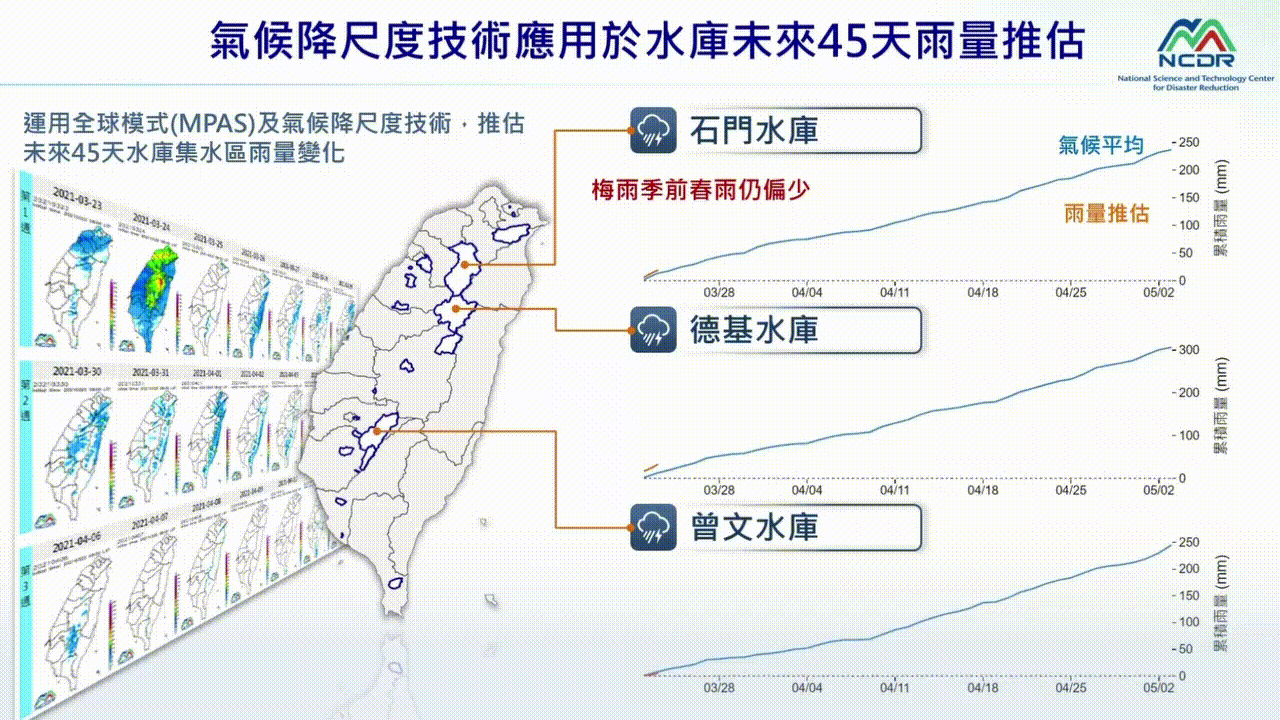 氣候降尺度技術應用於水庫未來45天雨量推估
NCDR
National Science and Technology Center
for Disaster Reduction
運用全球模式(MPAS)及氣候降尺度技術，推估
未來45天水庫集水區雨量變化
第1週
2021-03-23
2021-03-24
2021-03-25
第2週
2021-03-30
2021-03-31
2021-04-01
2021-04-02
第3週
2021-04-06
2021-04-07
2021-04-08
石門水庫
梅雨季前春雨仍偏少
氣候平均
雨量推估
250
200
150
100
50
0
累積雨量 (mm)
03/28 04/04 04/11 04/18 04/25 05/02
德基水庫
300
200
100
0
累積雨量 (mm)
03/28 04/04 04/11 04/18 04/25 05/02
曾文水庫
250
200
150
100
50
0
累積雨量 (mm)
03/28 04/04 04/11 04/18 04/25 05/02